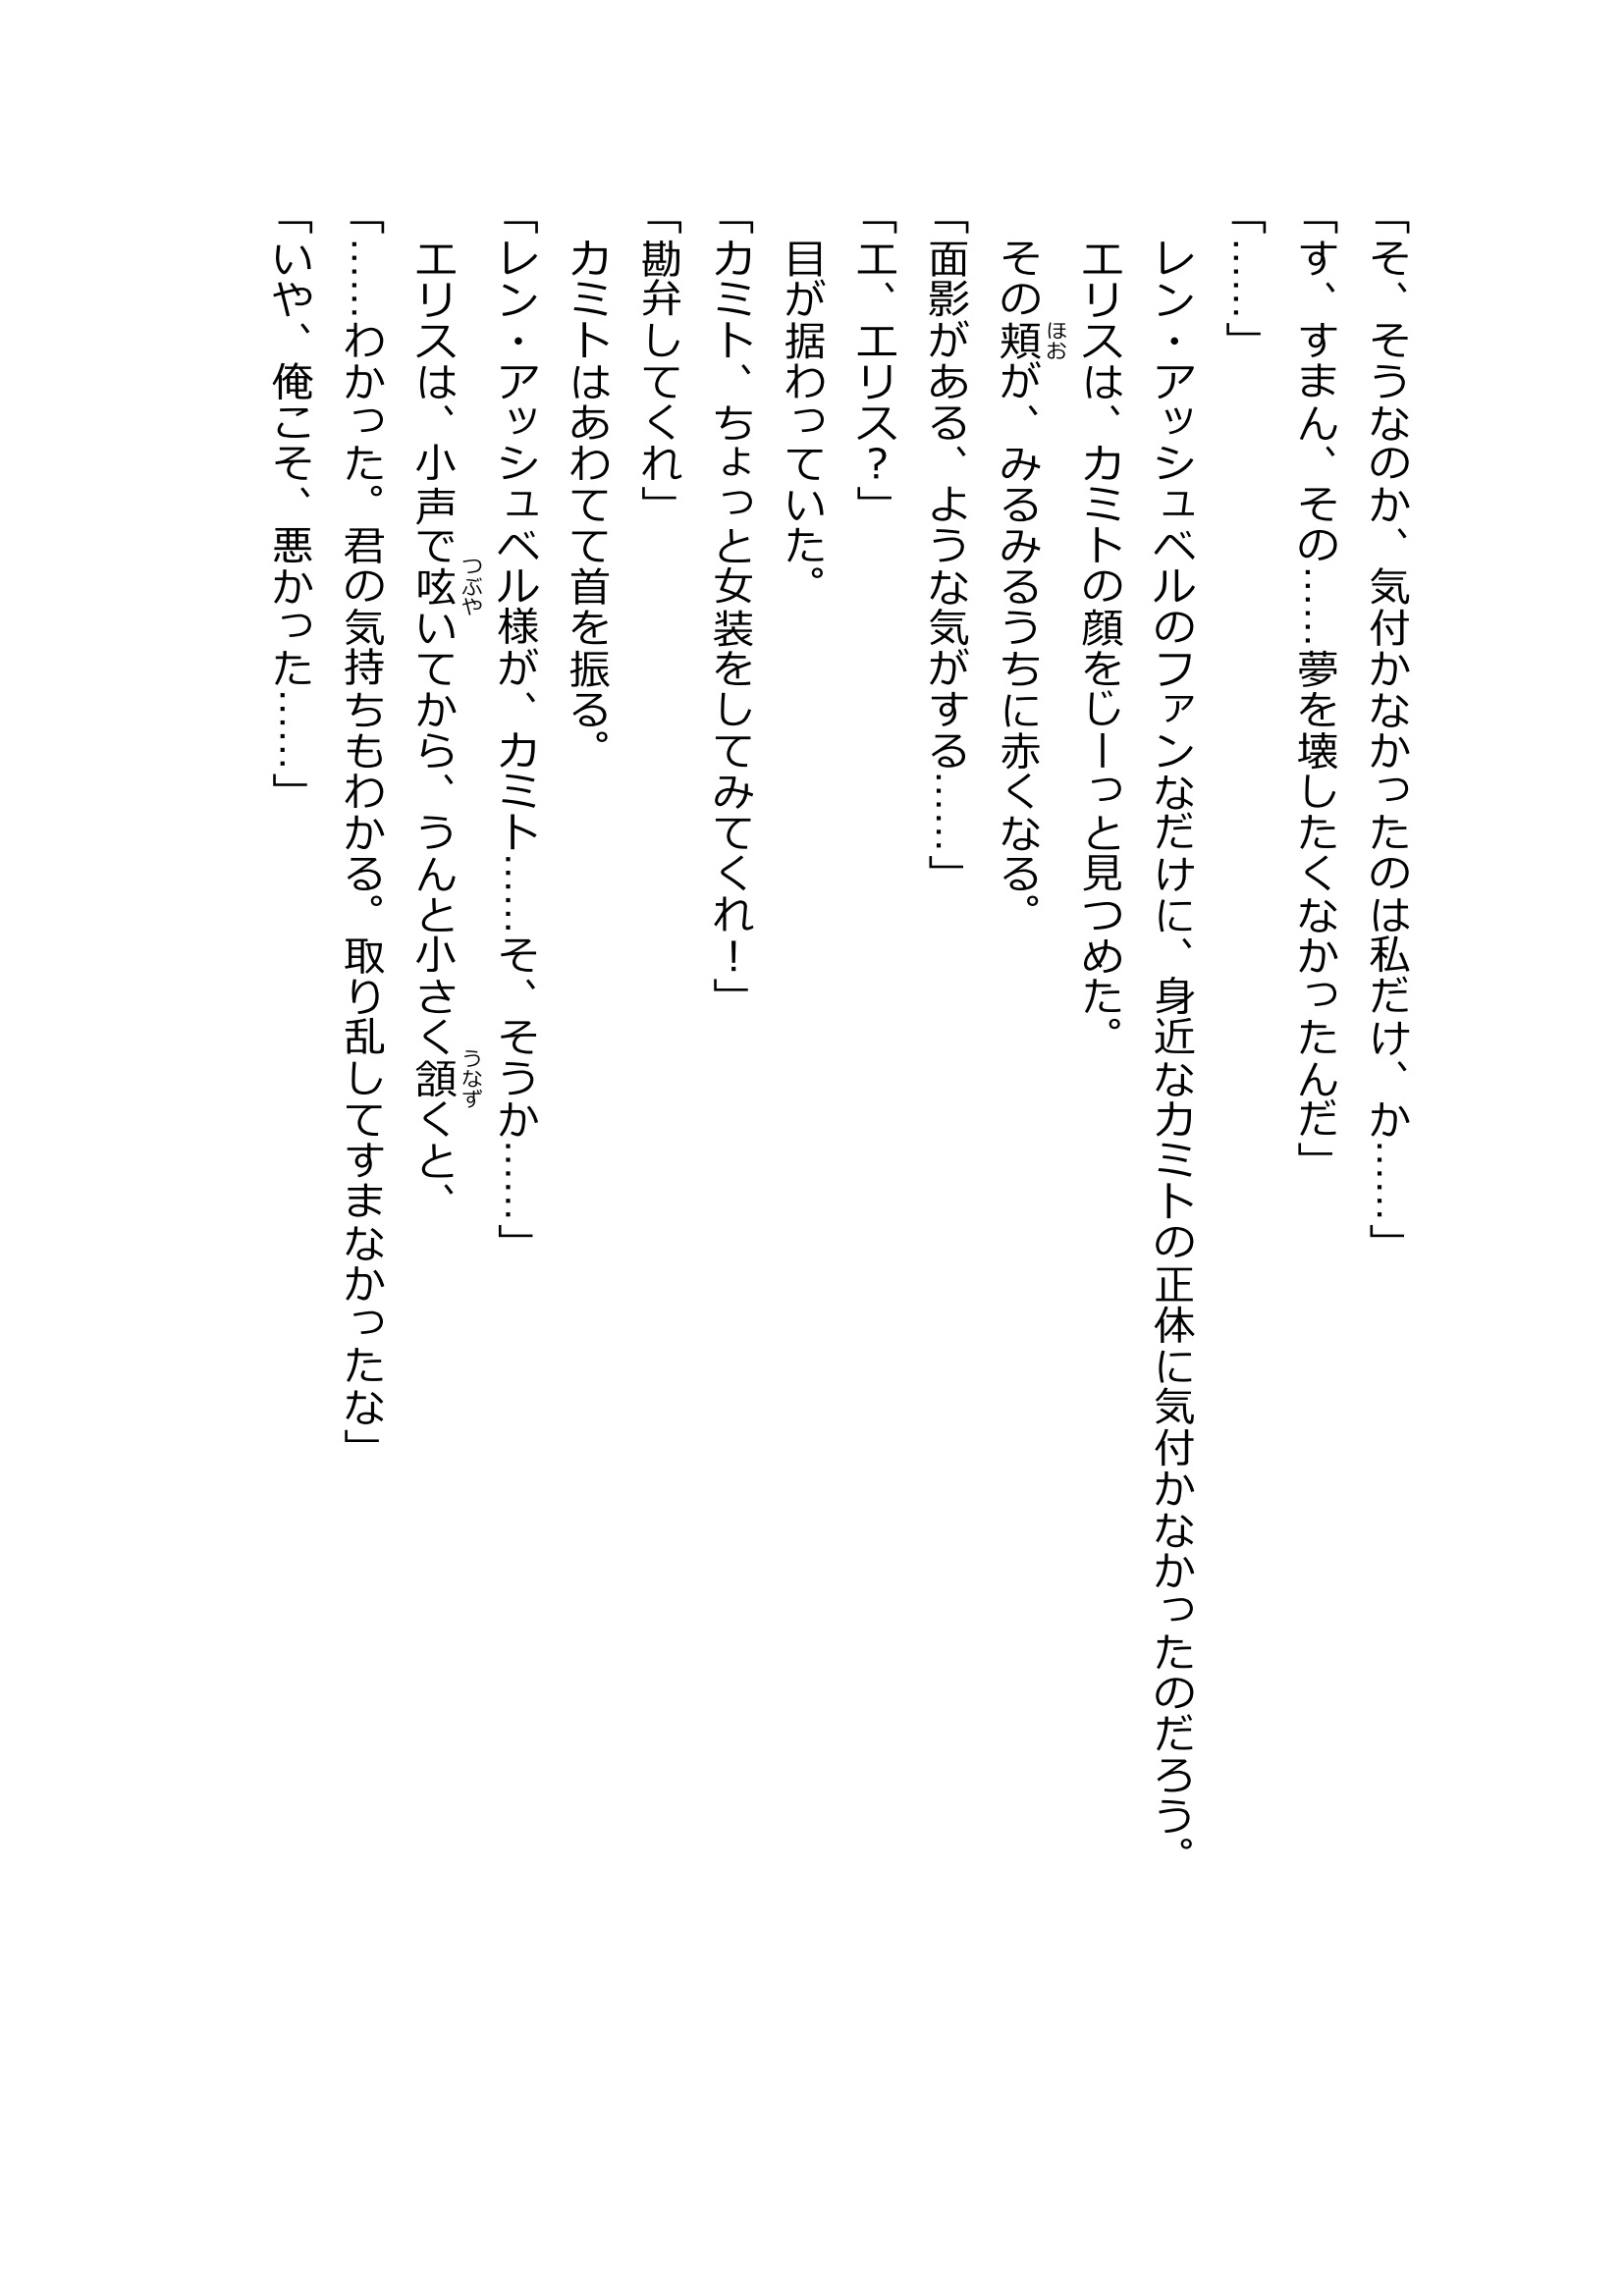 「そ、そうなのか、気付かなかったのは私だけ、か……」
「す、すまん、その……夢を壊したくなかったんだ」
「……」
　レン・アッシュベルのファンなだけに、身近なカミトの正体に気付かなかったのだろう。
　エリスは、カミトの顔をじーっと見つめた。
　その頬が、みるみるうちに赤くなる。
「面影がある、ような気がする……」
「エ、エリス？」
　目が据わっていた。
「カミト、ちょっと女装をしてみてくれ！」
「勘弁してくれ」
　カミトはあわてて首を振る。
「レン・アッシュベル様が、カミト……そ、そうか……」
　エリスは、小声で呟いてから、うんと小さく頷くと、
「……わかった。君の気持ちもわかる。取り乱してすまなかったな」
「いや、俺こそ、悪かった……」